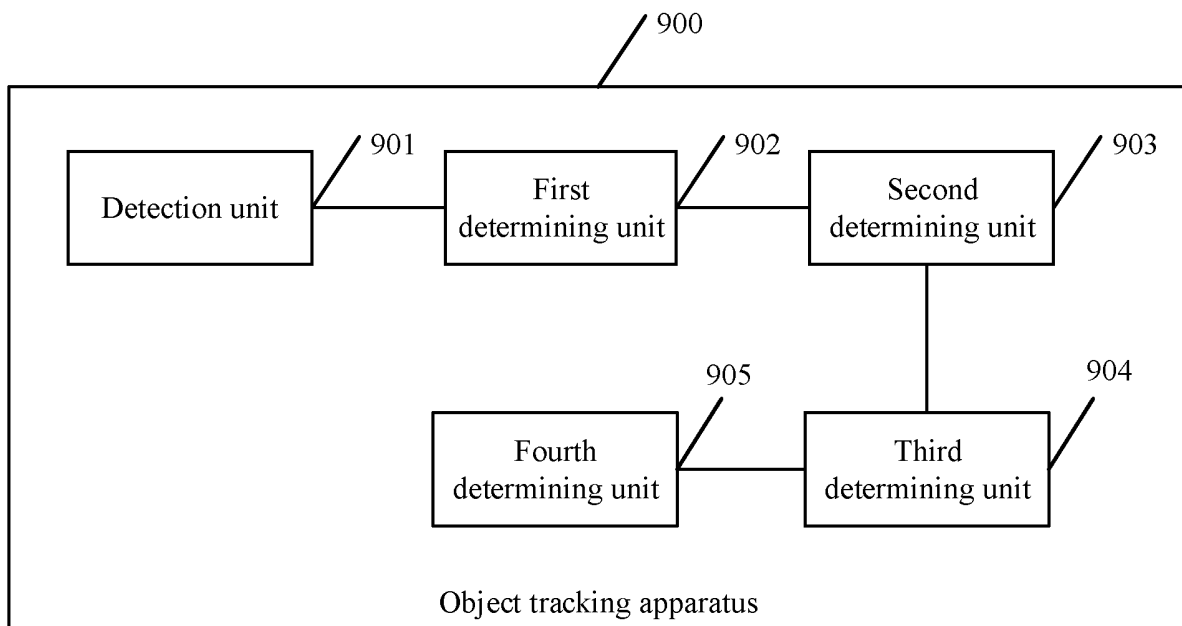 900
901
902
903
Detection unit
First
determining unit
Second
determining unit
905
904
Fourth
determining unit
Third
determining unit
Object tracking apparatus